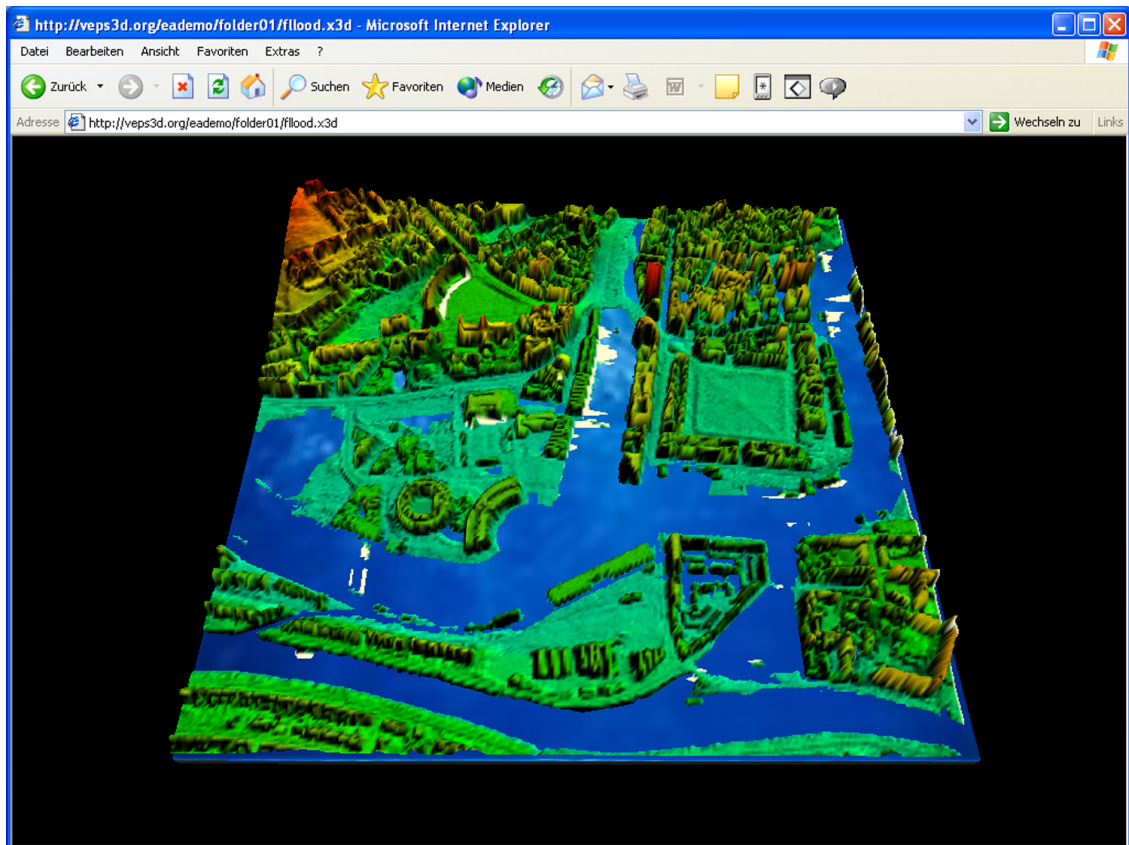 http://veps3d.org/eademo/folder01/fllood.x3d - Microsoft Internet Explorer
Datei Bearbeiten Ansicht Favoriten Extras ?
Zurück Suchen Favoriten Medien
Adresse http://veps3d.org/eademo/folder01/fllood.x3d Wechseln zu Links